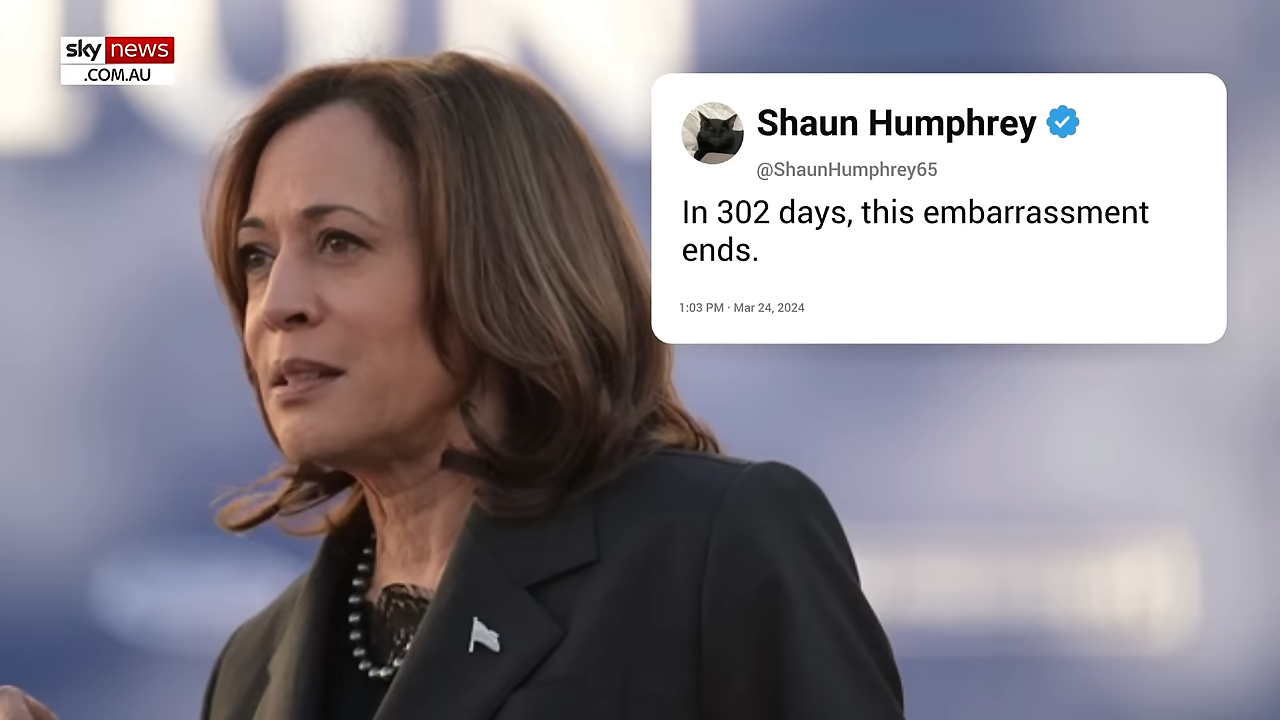 sky news
.COM.AU
Shaun Humphrey
@ShaunHumphrey65
In 302 days, this embarrassment
ends.
1:03 PM · Mar 24, 2024